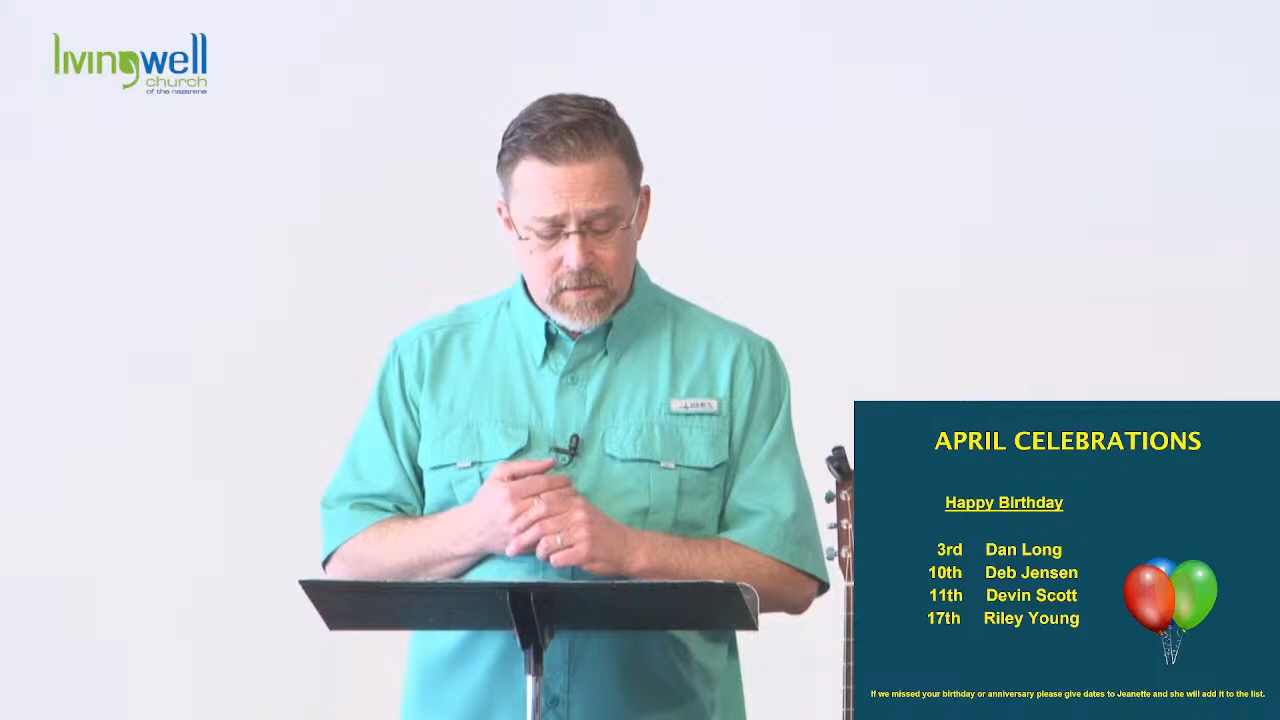 livingwell
church
of the nazarene
APRIL CELEBRATIONS
Happy Birthday
3rd Dan Long
10th Deb Jensen
11th Devin Scott
17th Riley Young
If we missed your birthday or anniversary please give dates to Jeanette and she will add it to the list.